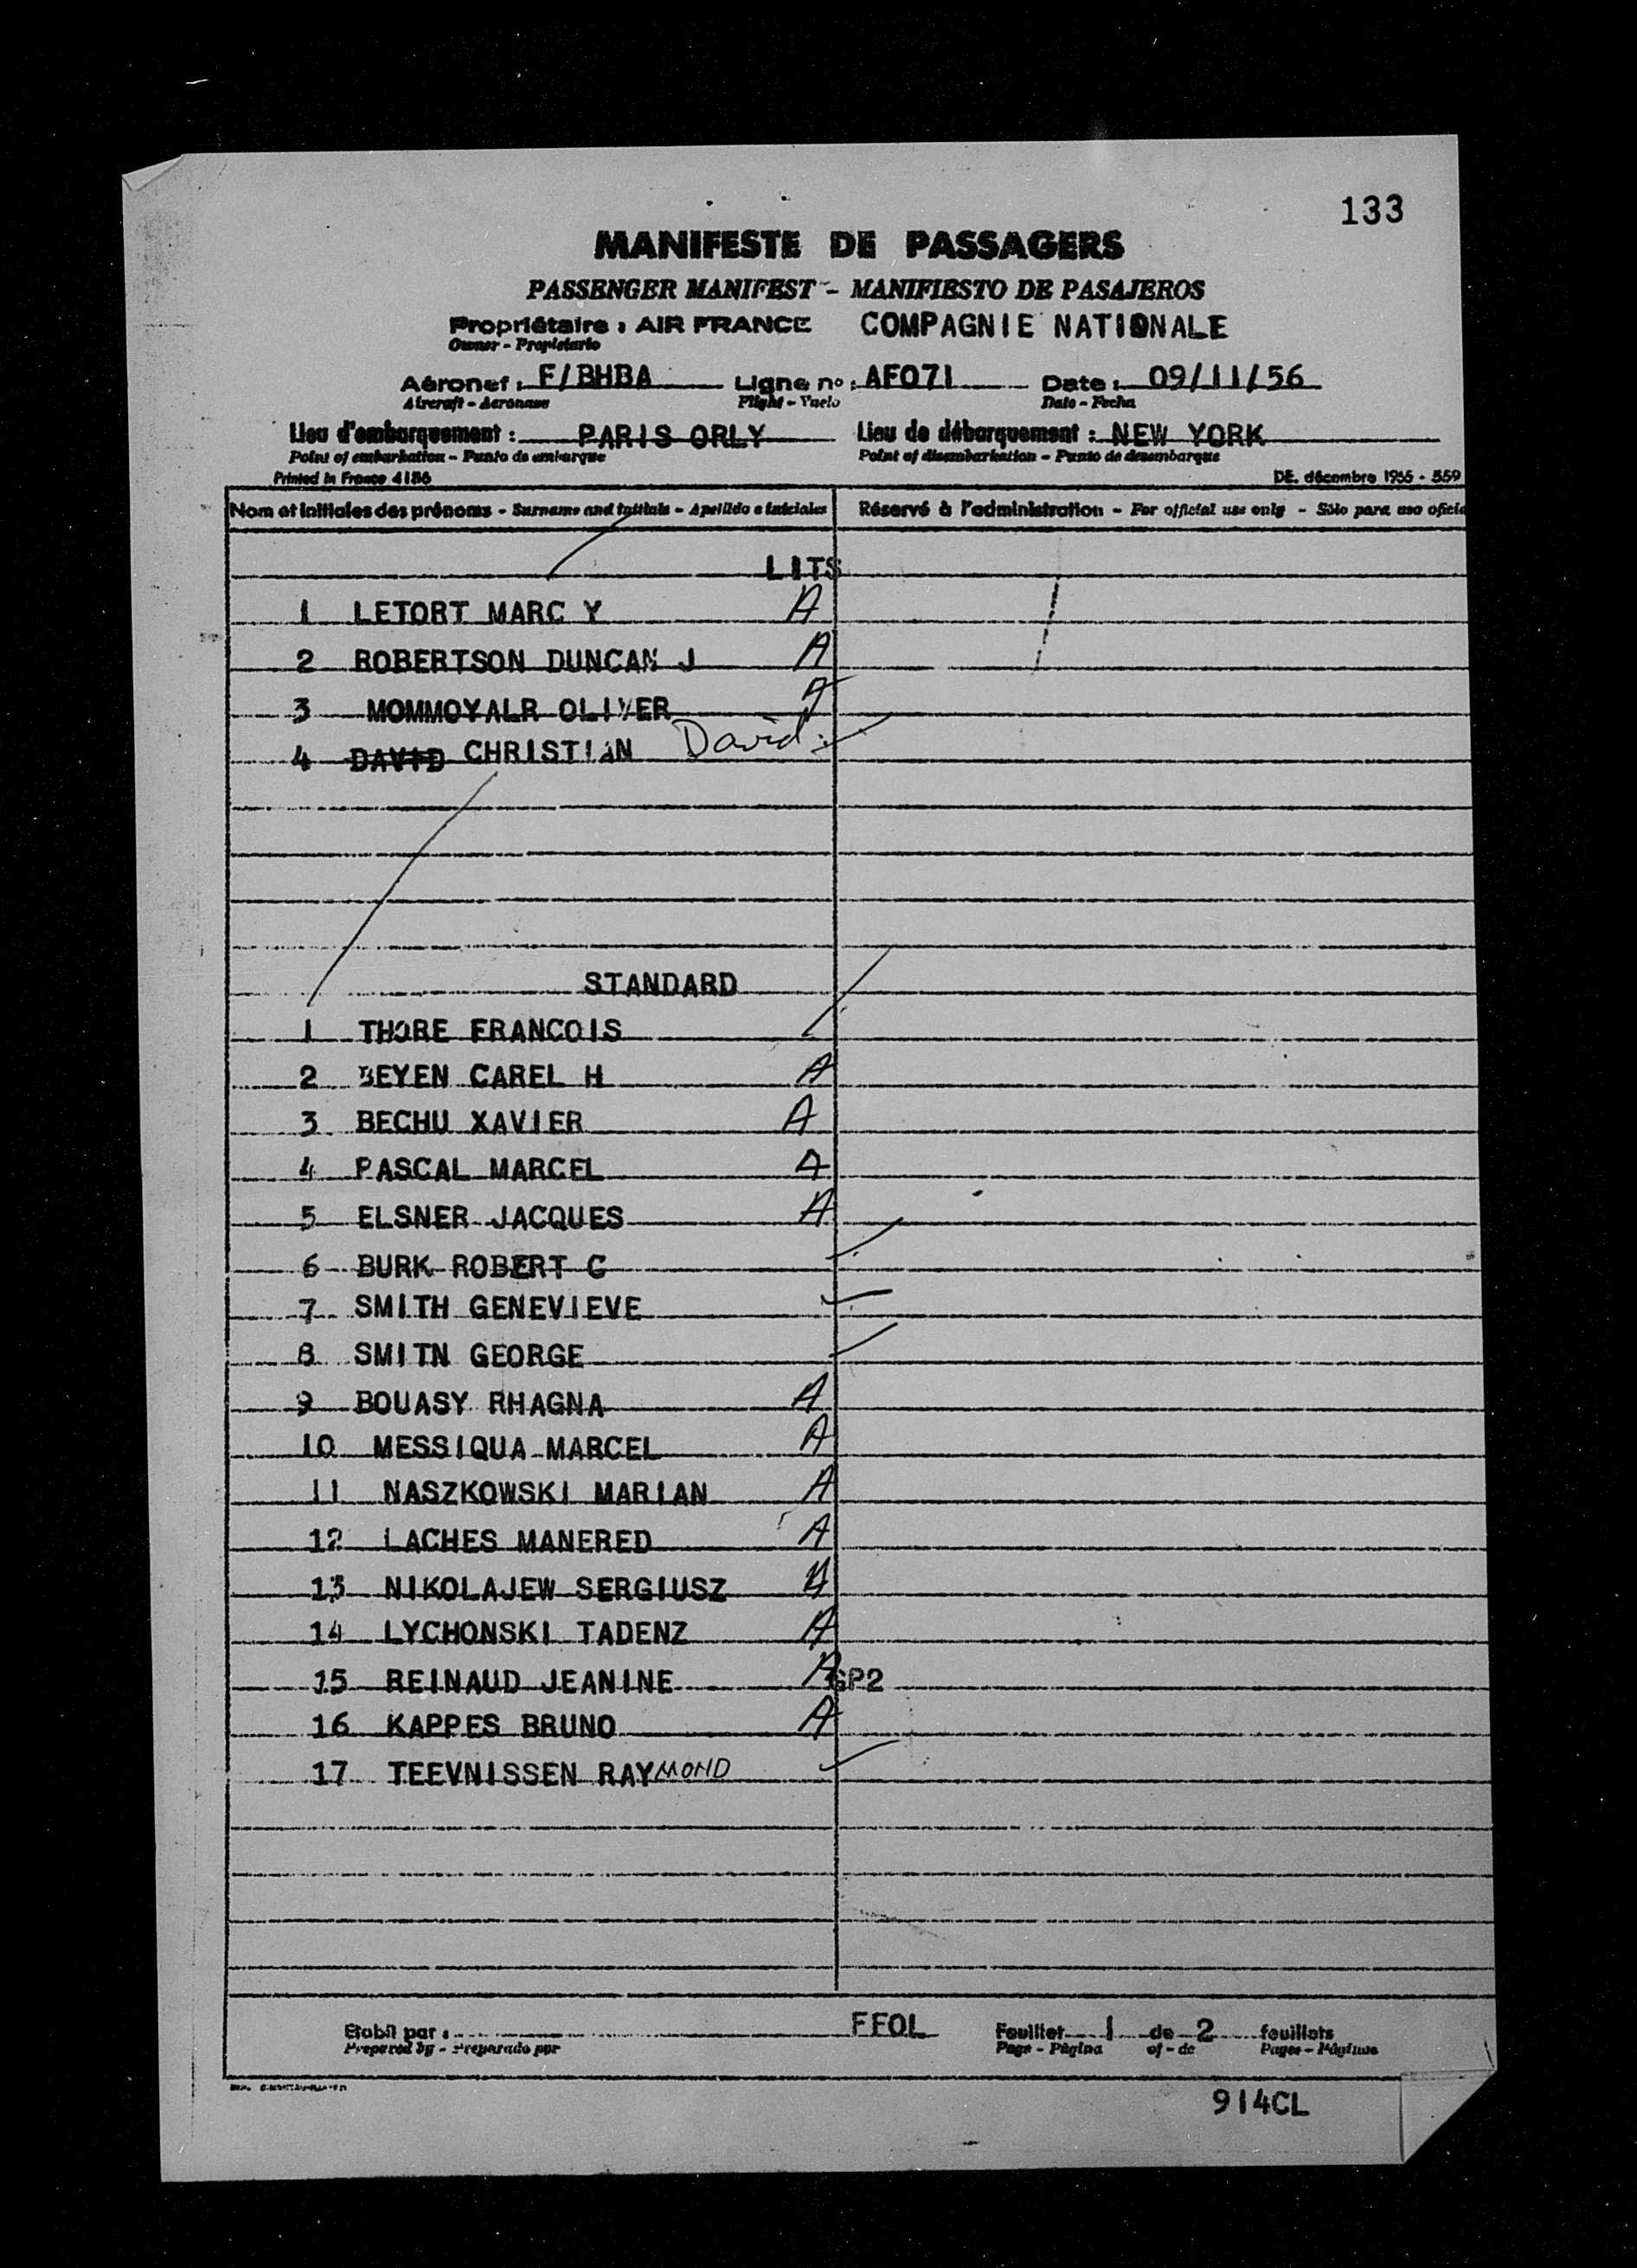 133
MANIFESTE DE PASSAGERS
PASSENGER MANIFEST - MANIFIESTO DE PASAJEROS
Propriétaire : AIR FRANCE COMPAGNIE NATIONALE
Owner - Propietario
Aéronef : F/BHBA Ligne no : AF071 Date : 09/11/56
Aircraft - Aeronave Flight - Vuelo Date - Fecha
Lieu d'embarquement : PARIS ORLY Lieu de débarquement : NEW YORK
Point of embarkation - Punto de embarque Point of disembarkation - Punto de desembarque
Printed in France 4186 DE. décembre 1955 - 559
Nom et initiales des prénoms - Surname and initials - Apellido e iniciales Réservé à l'administration - For official use only - Sólo para uso oficia
LITS
1 LETORT MARC Y A
2 ROBERTSON DUNCAN J A
3 MOMMOYALR OLIVER
4 DAVID CHRISTIAN David
STANDARD
1 THORE FRANCOIS
2 BEYEN CAREL H A
3 BECHU XAVIER A
4 PASCAL MARCEL A
5 ELSNER JACQUES A
6 BURK ROBERT C
7 SMITH GENEVIEVE
8 SMITN GEORGE
9 BOUASY RHAGNA A
10 MESSIQUA MARCEL A
11 NASZKOWSKI MARIAN A
12 LACHES MANFRED A
13 NIKOLAJEW SERGIUSZ A
14 LYCHONSKI TADENZ A
15 REINAUD JEANINE A GP2
16 KAPPES BRUNO A
17 TEEVNISSEN RAYMOND
Etabli par : FFOL Feuillet 1 de 2 feuillets
Prepared by - Preparado por Page - Página of - de Pages - Páginas
914CL